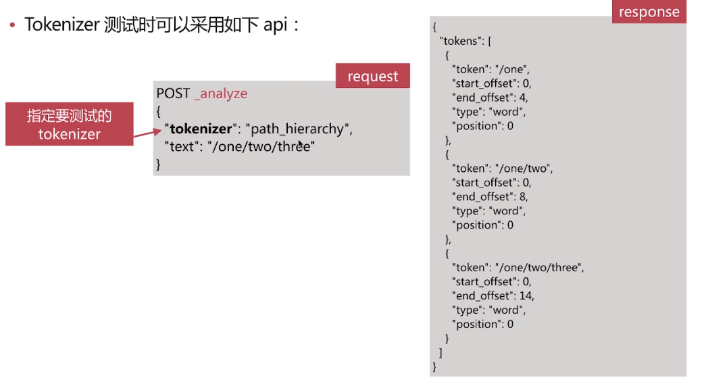 • Tokenizer 测试时可以采用如下 api：
request
POST _analyze
{
"tokenizer": "path_hierarchy",
"text": "/one/two/three"
}
指定要测试的
tokenizer
response
{
"tokens": [
{
"token": "/one",
"start_offset": 0,
"end_offset": 4,
"type": "word",
"position": 0
},
{
"token": "/one/two",
"start_offset": 0,
"end_offset": 8,
"type": "word",
"position": 0
},
{
"token": "/one/two/three",
"start_offset": 0,
"end_offset": 14,
"type": "word",
"position": 0
}
]
}